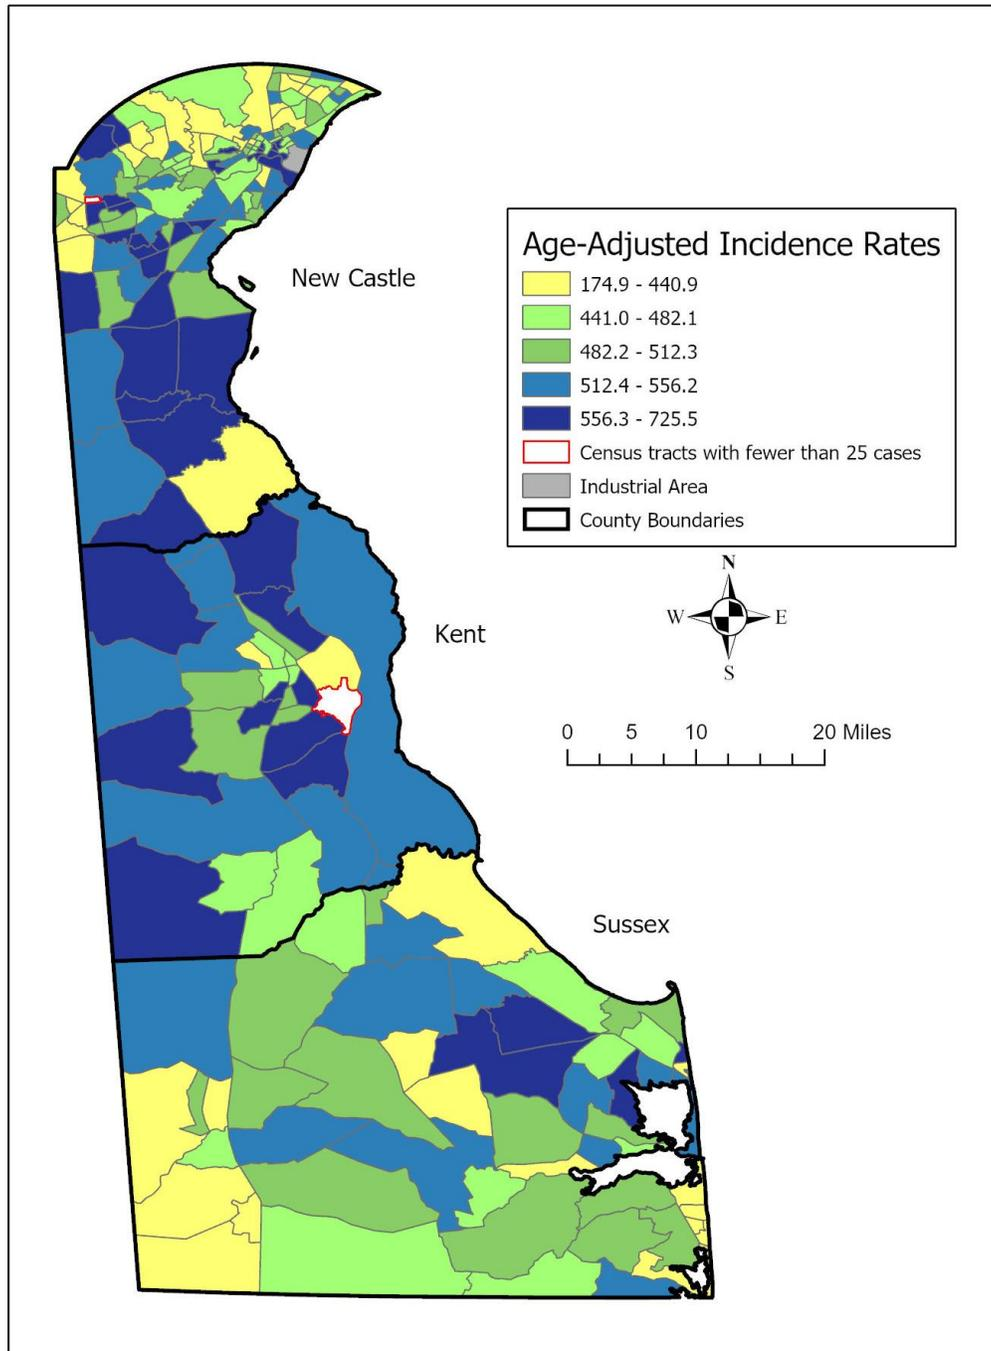 New Castle
Age-Adjusted Incidence Rates
174.9 - 440.9
441.0 - 482.1
482.2 - 512.3
512.4 - 556.2
556.3 - 725.5
Census tracts with fewer than 25 cases
Industrial Area
County Boundaries
N
W E
S
Kent
0 5 10 20 Miles
Sussex